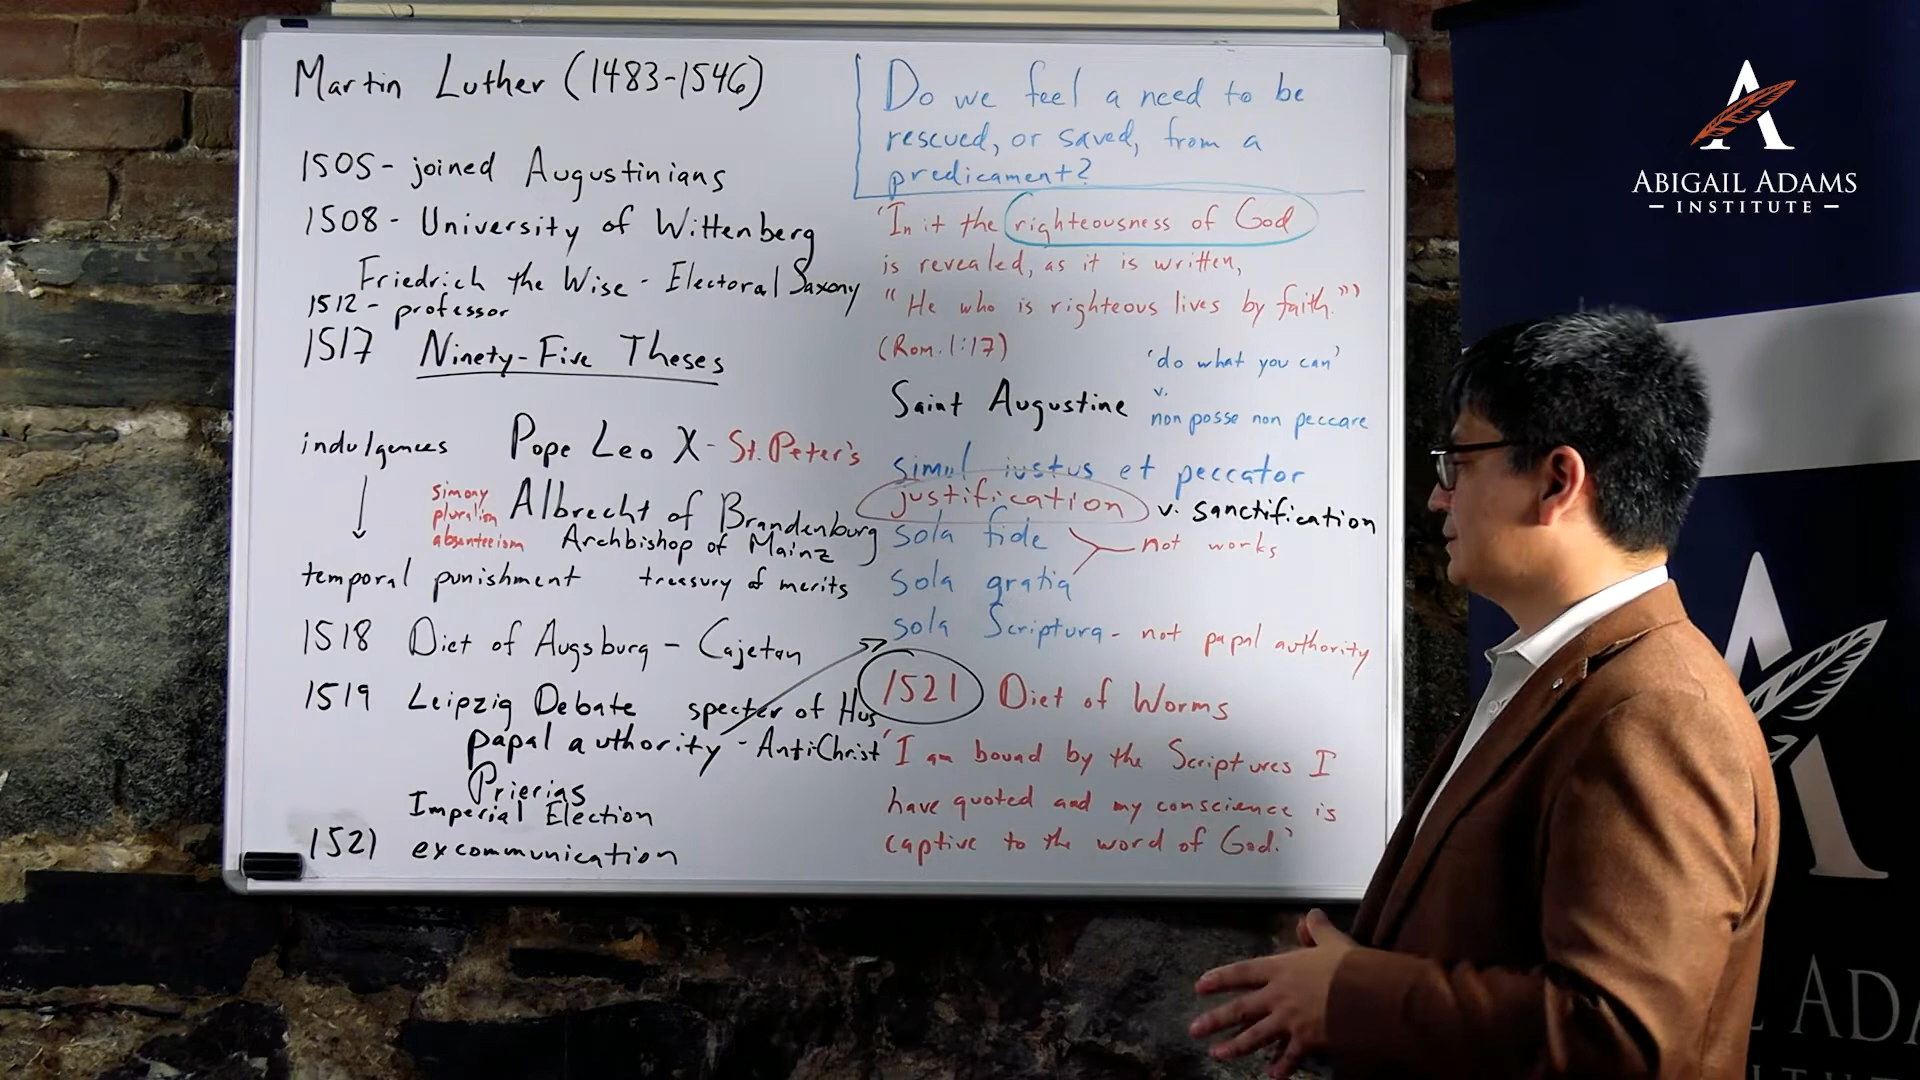 Martin Luther (1483-1546)
1505 - joined Augustinians
1508 - University of Wittenberg
Friedrich the Wise - Electoral Saxony
1512 - professor
1517 Ninety-Five Theses
indulgences Pope Leo X - St. Peter's
simony
pluralism
absenteeism
Albrecht of Brandenburg
Archbishop of Mainz
temporal punishment treasury of merits
1518 Diet of Augsburg - Cajetan
1519 Leipzig Debate specter of Hus
papal authority - AntiChrist
Prierias
Imperial Election
1521 excommunication
Do we feel a need to be
rescued, or saved, from a
predicament?
'In it the righteousness of God
is revealed, as it is written,
"He who is righteous lives by faith."'
(Rom. 1:17)
'do what you can'
v.
non posse non peccare
Saint Augustine
simul iustus et peccator
justification v. sanctification
sola fide
not works
sola gratia
sola Scriptura - not papal authority
1521 Diet of Worms
'I am bound by the Scriptures I
have quoted and my conscience is
captive to the word of God.'
ABIGAIL ADAMS
INSTITUTE